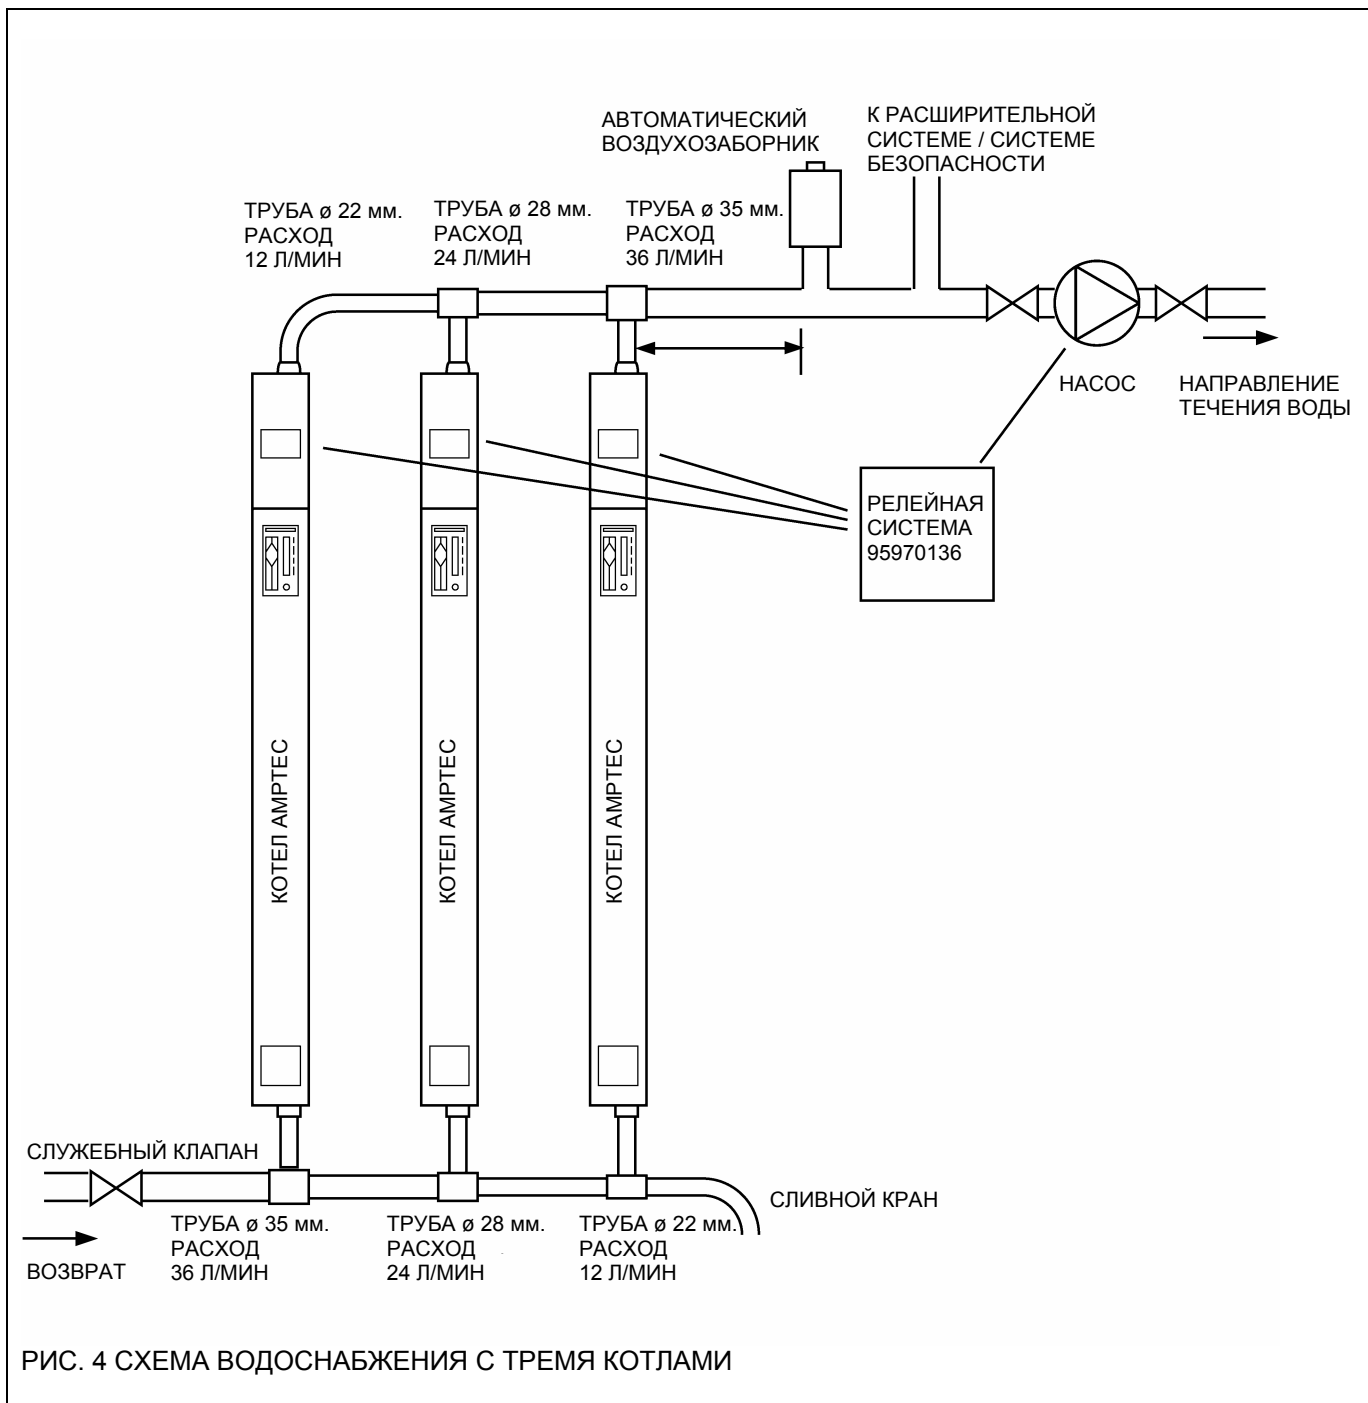 АВТОМАТИЧЕСКИЙ
ВОЗДУХОЗАБОРНИК
К РАСШИРИТЕЛЬНОЙ
СИСТЕМЕ / СИСТЕМЕ
БЕЗОПАСНОСТИ
ТРУБА ø 22 мм.
РАСХОД
12 Л/МИН
ТРУБА ø 28 мм.
РАСХОД
24 Л/МИН
ТРУБА ø 35 мм.
РАСХОД
36 Л/МИН
НАСОС
НАПРАВЛЕНИЕ
ТЕЧЕНИЯ ВОДЫ
РЕЛЕЙНАЯ
СИСТЕМА
95970136
КОТЕЛ АМРТЕС
КОТЕЛ АМРТЕС
КОТЕЛ АМРТЕС
СЛУЖЕБНЫЙ КЛАПАН
СЛИВНОЙ КРАН
ВОЗВРАТ
ТРУБА ø 35 мм.
РАСХОД
36 Л/МИН
ТРУБА ø 28 мм.
РАСХОД
24 Л/МИН
ТРУБА ø 22 мм.
РАСХОД
12 Л/МИН
РИС. 4 СХЕМА ВОДОСНАБЖЕНИЯ С ТРЕМЯ КОТЛАМИ